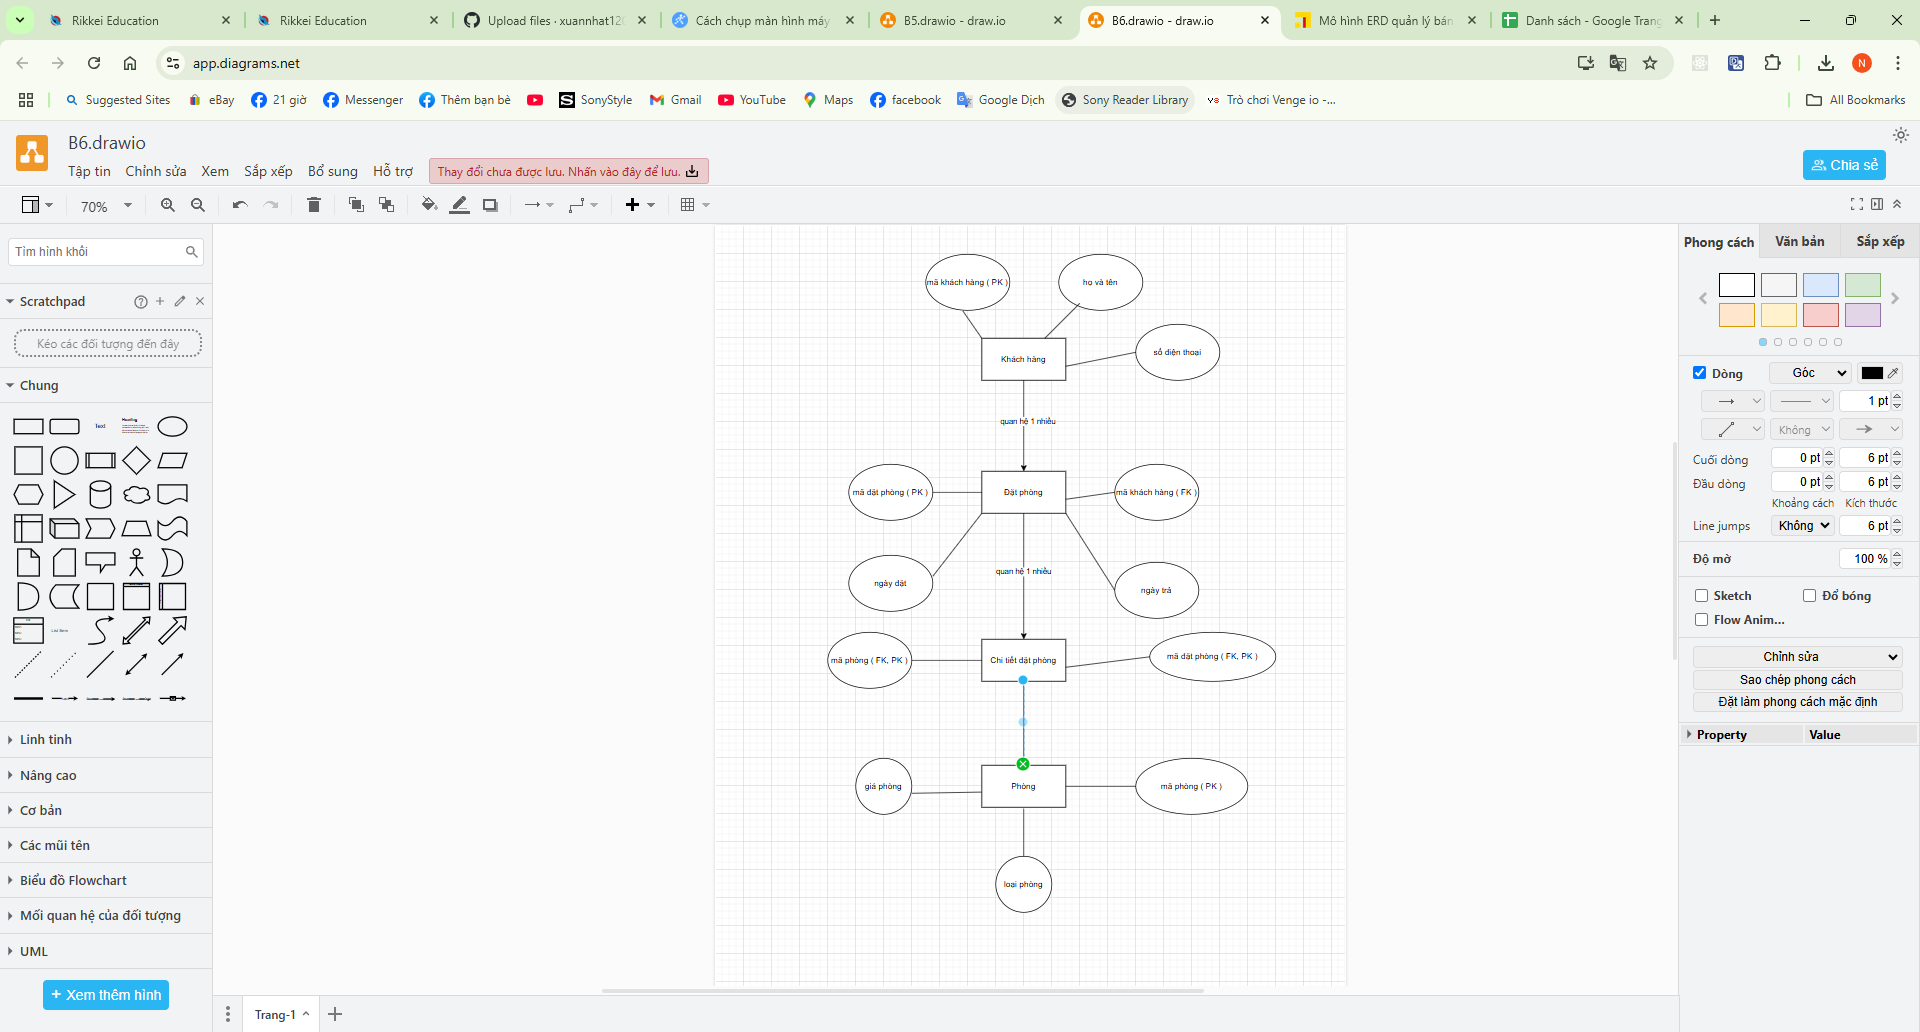 Rikkei Education
Rikkei Education
Upload files · xuannhat12
Cách chụp màn hình máy
B5.drawio - draw.io
B6.drawio - draw.io
Mô hình ERD quản lý bán
Danh sách - Google Trang
app.diagrams.net
N
Suggested Sites
eBay
21 giờ
Messenger
Thêm bạn bè
SonyStyle
Gmail
YouTube
Maps
facebook
Google Dịch
Sony Reader Library
Trò chơi Venge io -...
All Bookmarks
B6.drawio
Tập tin
Chỉnh sửa
Xem
Sắp xếp
Bổ sung
Hỗ trợ
Thay đổi chưa được lưu. Nhấn vào đây để lưu.
Chia sẻ
70%
Tìm hình khối
Scratchpad
Kéo các đối tượng đến đây
Chung
Text
Heading
List Item
Linh tinh
Nâng cao
Cơ bản
Các mũi tên
Biểu đồ Flowchart
Mối quan hệ của đối tượng
UML
+ Xem thêm hình
mã khách hàng ( PK )
họ và tên
số điện thoại
Khách hàng
quan hệ 1 nhiều
mã đặt phòng ( PK )
Đặt phòng
mã khách hàng ( FK )
quan hệ 1 nhiều
ngày đặt
ngày trả
mã phòng ( FK, PK )
Chi tiết đặt phòng
mã đặt phòng ( FK, PK )
giá phòng
Phòng
mã phòng ( PK )
loại phòng
Trang-1
Phong cách
Văn bản
Sắp xếp
Dòng
Góc
1 pt
Không
Cuối dòng
0 pt
6 pt
Đầu dòng
0 pt
6 pt
Khoảng cách
Kích thước
Line jumps
Không
6 pt
Độ mờ
100 %
Sketch
Đổ bóng
Flow Anim...
Chỉnh sửa
Sao chép phong cách
Đặt làm phong cách mặc định
Property
Value